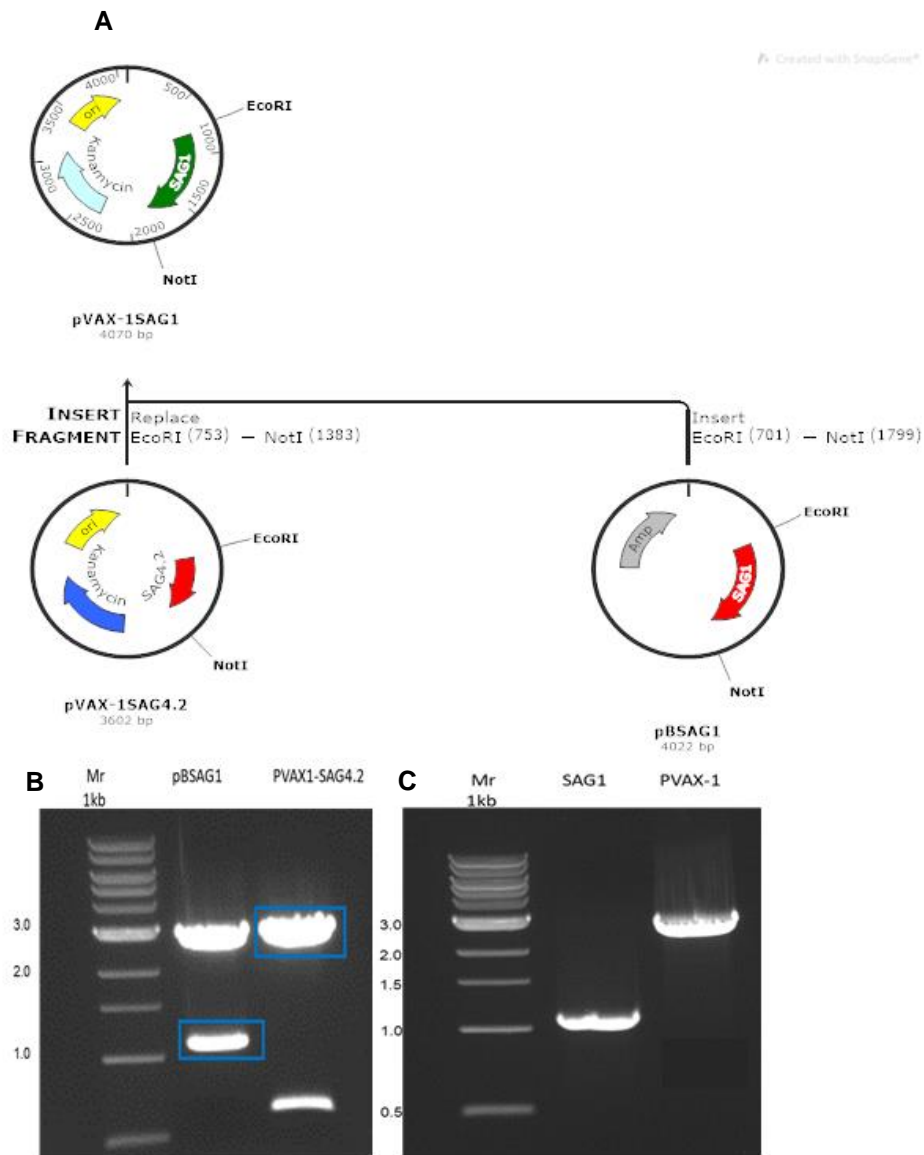 A
Created with SnapGene®
4000
500
1000
1500
2000
2500
3000
3500
ori
Kanamycin
SAG1
EcoRI
NotI
pVAX-1SAG1
4070 bp
INSERT
FRAGMENT
Replace
EcoRI (753) – NotI (1383)
Insert
EcoRI (701) – NotI (1799)
ori
Kanamycin
SAG4.2
EcoRI
NotI
pVAX-1SAG4.2
3602 bp
Amp
SAG1
EcoRI
NotI
pBSAG1
4022 bp
B
Mr
1kb
pBSAG1
PVAX1-SAG4.2
3.0
2.0
1.0
C
Mr
1kb
SAG1
PVAX-1
3.0
2.0
1.5
1.0
0.5